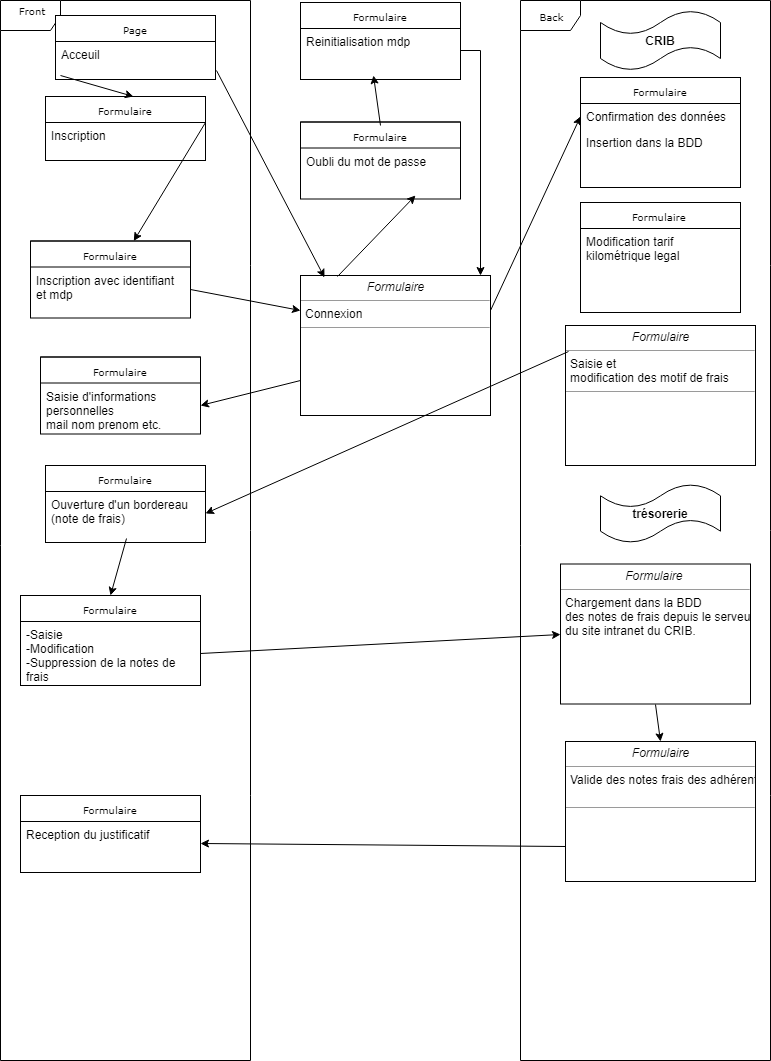 Front
Page
Acceuil
Formulaire
Inscription
Formulaire
Inscription avec identifiant
et mdp
Formulaire
Saisie d'informations
personnelles
mail nom prenom etc.
Formulaire
Ouverture d'un bordereau
(note de frais)
Formulaire
-Saisie
-Modification
-Suppression de la notes de
frais
Formulaire
Reception du justificatif
Formulaire
Reinitialisation mdp
Formulaire
Oubli du mot de passe
Formulaire
Connexion
Back
CRIB
Formulaire
Confirmation des données
Insertion dans la BDD
Formulaire
Modification tarif
kilométrique legal
Formulaire
Saisie et
modification des motif de frais
trésorerie
Formulaire
Chargement dans la BDD
des notes de frais depuis le serveu
du site intranet du CRIB.
Formulaire
Valide des notes frais des adhéren